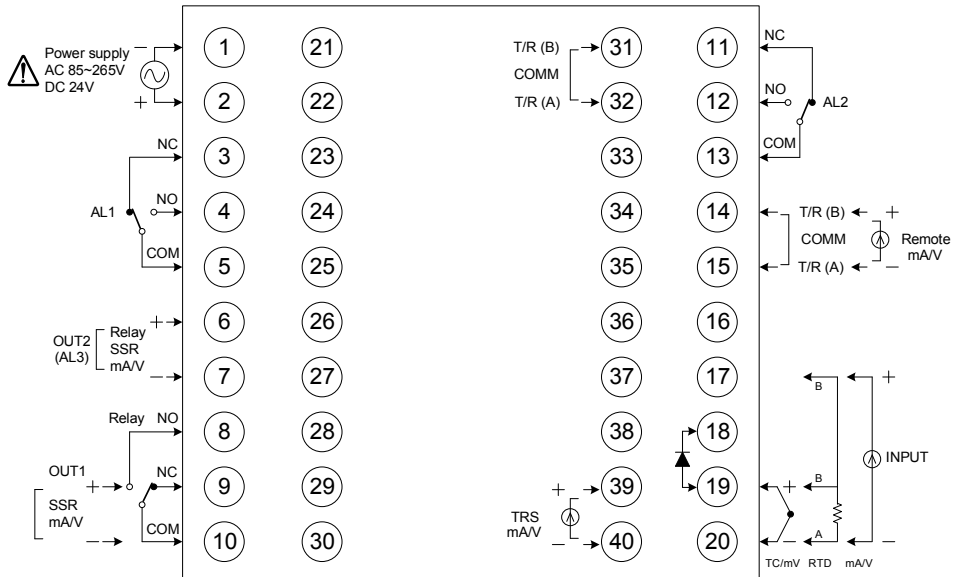 Power supply
AC 85~265V
DC 24V
−
+
1 21 T/R (B) 31 11 NC
COMM
2 22 T/R (A) 32 12 NO AL2
NC 3 23 33 13 COM
AL1 NO 4 24 34 14 T/R (B) +
COMM Remote
mA/V
COM 5 25 35 15 T/R (A) −
OUT2
(AL3)
Relay
SSR
mA/V
+ 6 26 36 16
− 7 27 37 17 B +
Relay NO 8 28 38 18
INPUT
OUT1 + NC 9 29 + 39 19 + B
SSR
mA/V
TRS
mA/V
− COM 10 30 − 40 20 − A −
TC/mV RTD mA/V